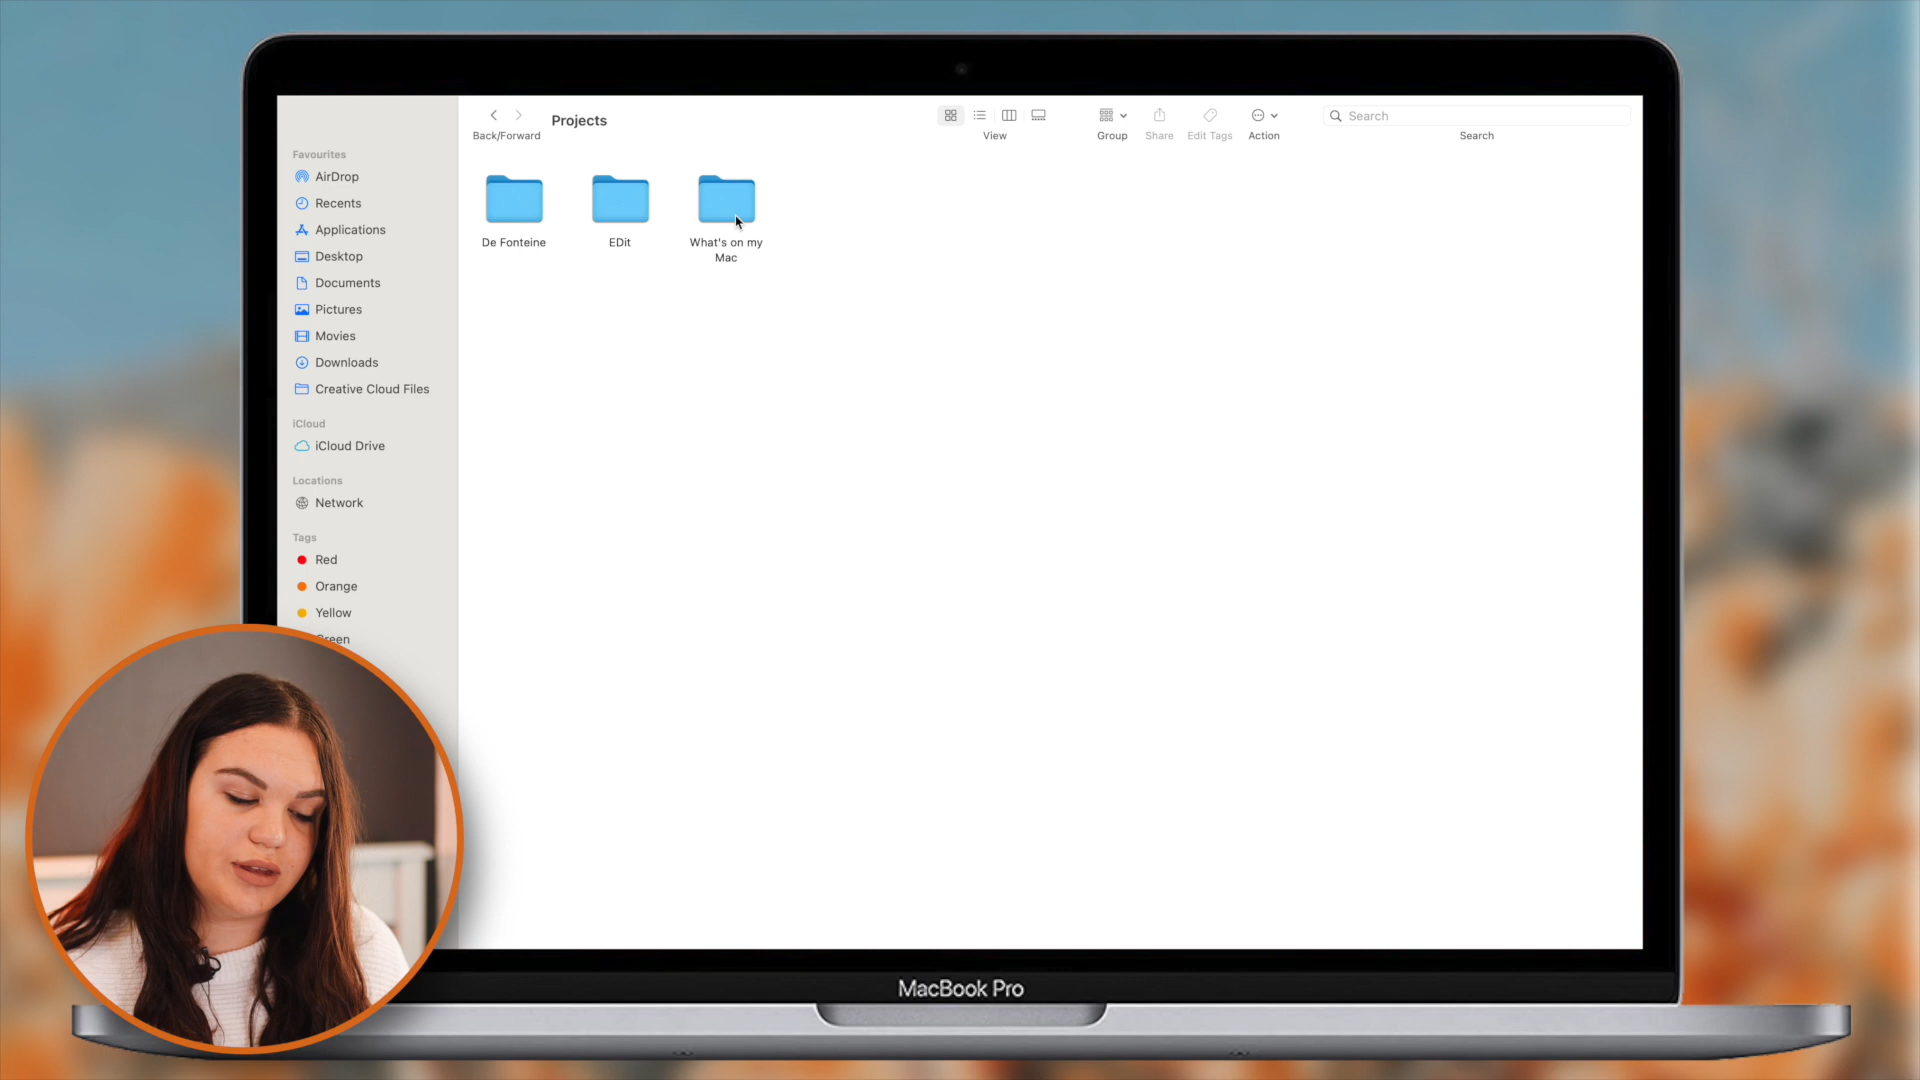 Projects
Back/Forward
View
Group
Share
Edit Tags
Action
Search
Search
Favourites
AirDrop
Recents
Applications
Desktop
Documents
Pictures
Movies
Downloads
Creative Cloud Files
iCloud
iCloud Drive
Locations
Network
Tags
Red
Orange
Yellow
Green
De Fonteine
EDit
What's on my
Mac
MacBook Pro